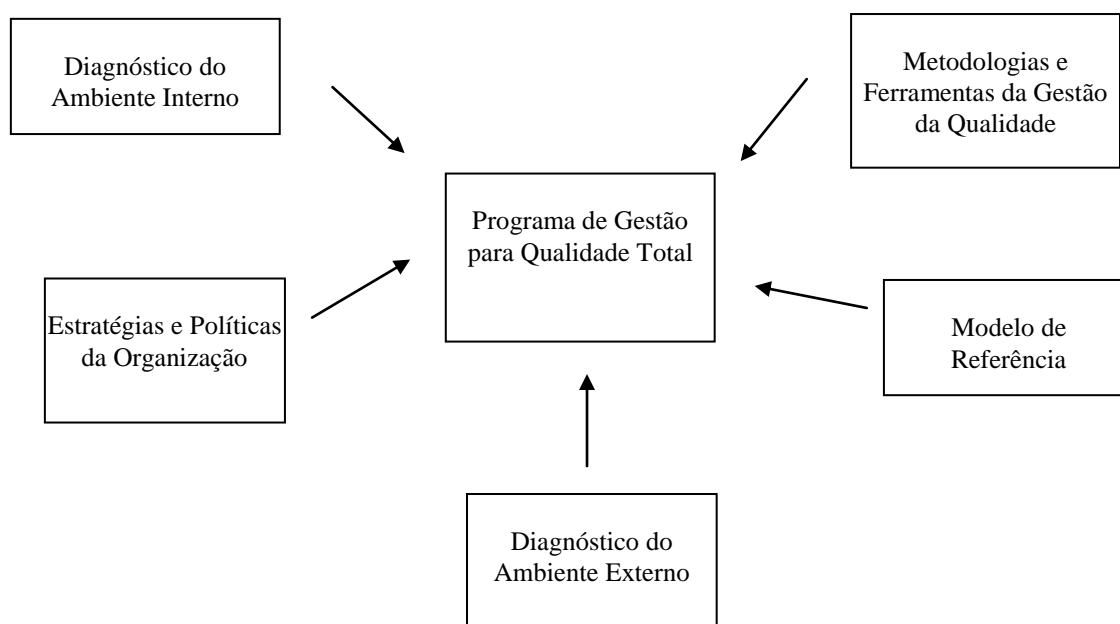 Diagnóstico do
Ambiente Interno
Metodologias e
Ferramentas da Gestão
da Qualidade
Programa de Gestão
para Qualidade Total
Estratégias e Políticas
da Organização
Modelo de
Referência
Diagnóstico do
Ambiente Externo